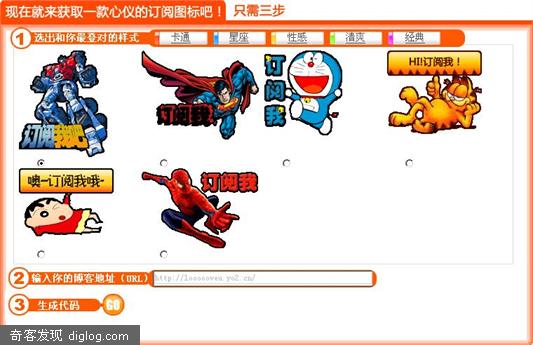 现在就来获取一款心仪的订阅图标吧！ 只需三步
1 选出和你最登对的样式 卡通 星座 性感 清爽 经典
订阅我吧
订阅我
订阅我
HI!订阅我！
噢~订阅我哦~
订阅我
2 输入你的博客地址（URL）
3 生成代码 GO
奇客发现 diglog.com